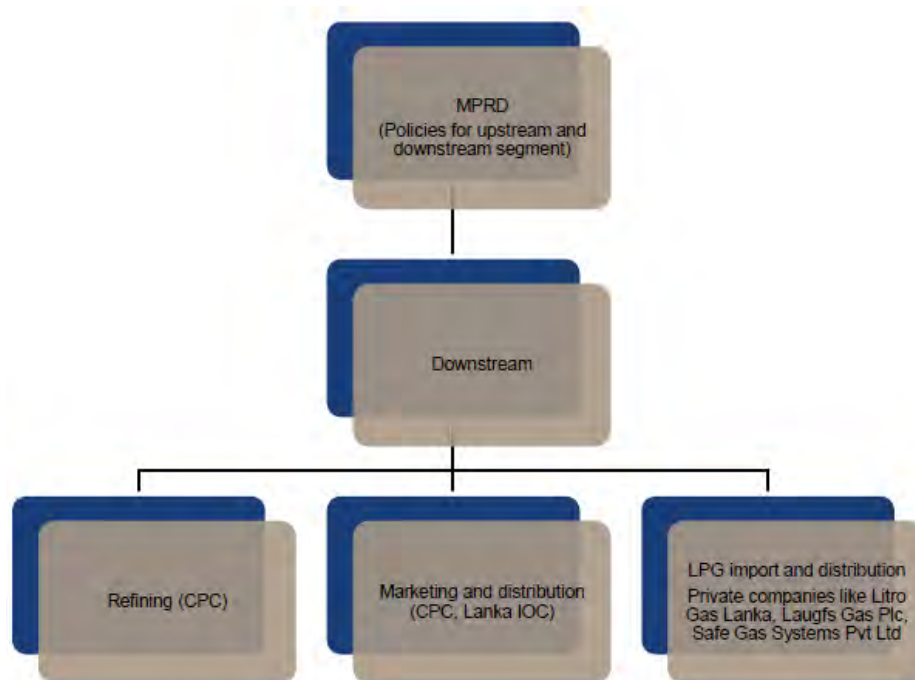 MPRD
(Policies for upstream and
downstream segment)
Downstream
Refining (CPC)
Marketing and distribution
(CPC, Lanka IOC)
LPG import and distribution
Private companies like Litro
Gas Lanka, Laugfs Gas Plc,
Safe Gas Systems Pvt Ltd